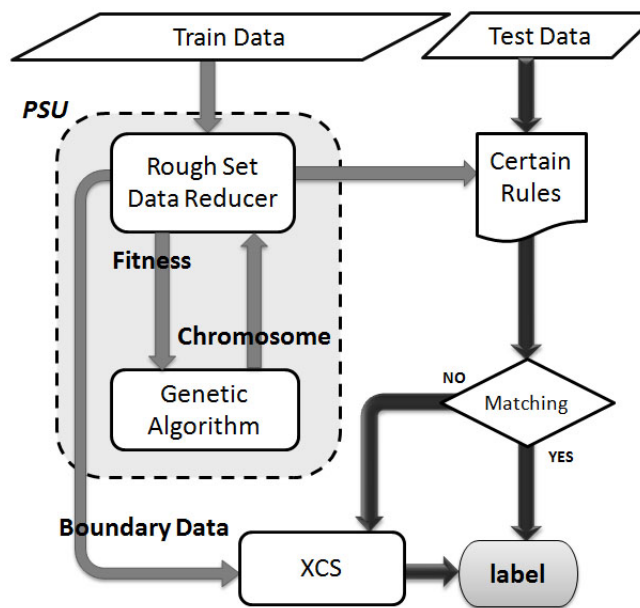 Train Data
Test Data
PSU
Rough Set
Data Reducer
Certain
Rules
Fitness
Chromosome
Genetic
Algorithm
NO
Matching
YES
Boundary Data
XCS
label